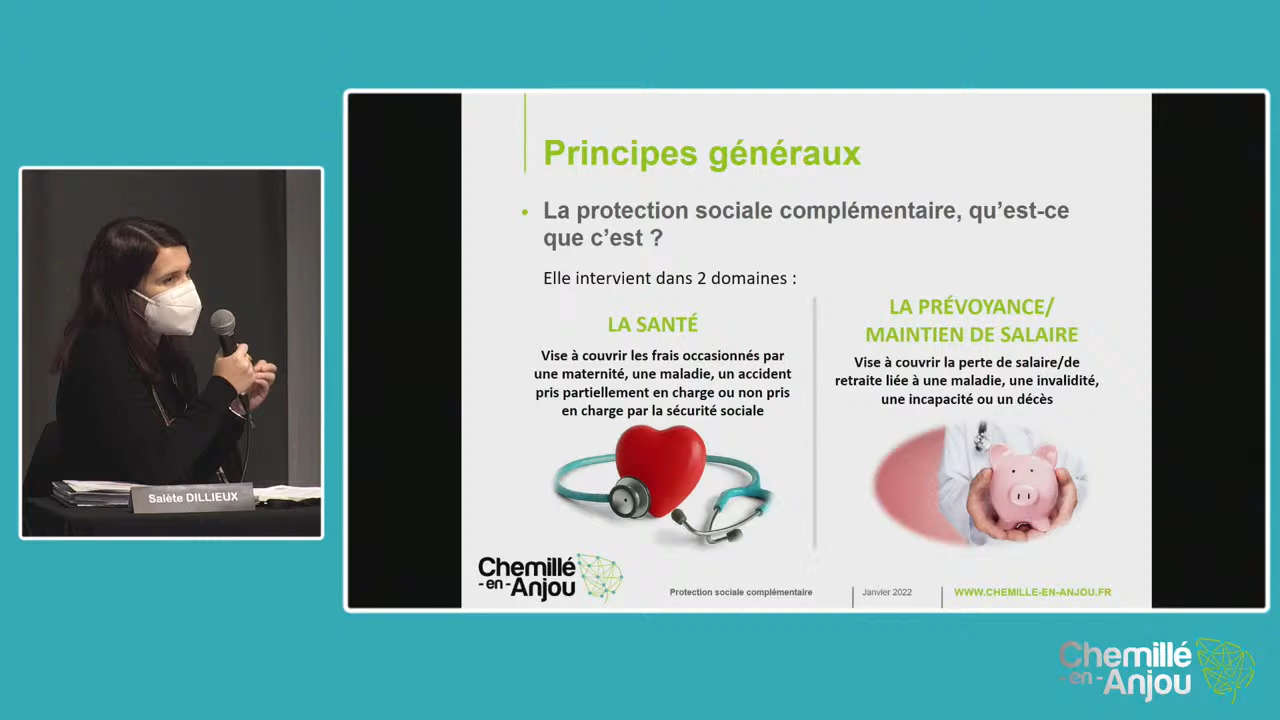 Principes généraux
• La protection sociale complémentaire, qu’est-ce
que c’est ?
Elle intervient dans 2 domaines :
LA SANTÉ
Vise à couvrir les frais occasionnés par
une maternité, une maladie, un accident
pris partiellement en charge ou non pris
en charge par la sécurité sociale
LA PRÉVOYANCE/
MAINTIEN DE SALAIRE
Vise à couvrir la perte de salaire/de
retraite liée à une maladie, une invalidité,
une incapacité ou un décès
Salète DILLIEUX
Chemillé
-en-Anjou
Protection sociale complémentaire
Janvier 2022
WWW.CHEMILLE-EN-ANJOU.FR
Chemillé
-en-
Anjou